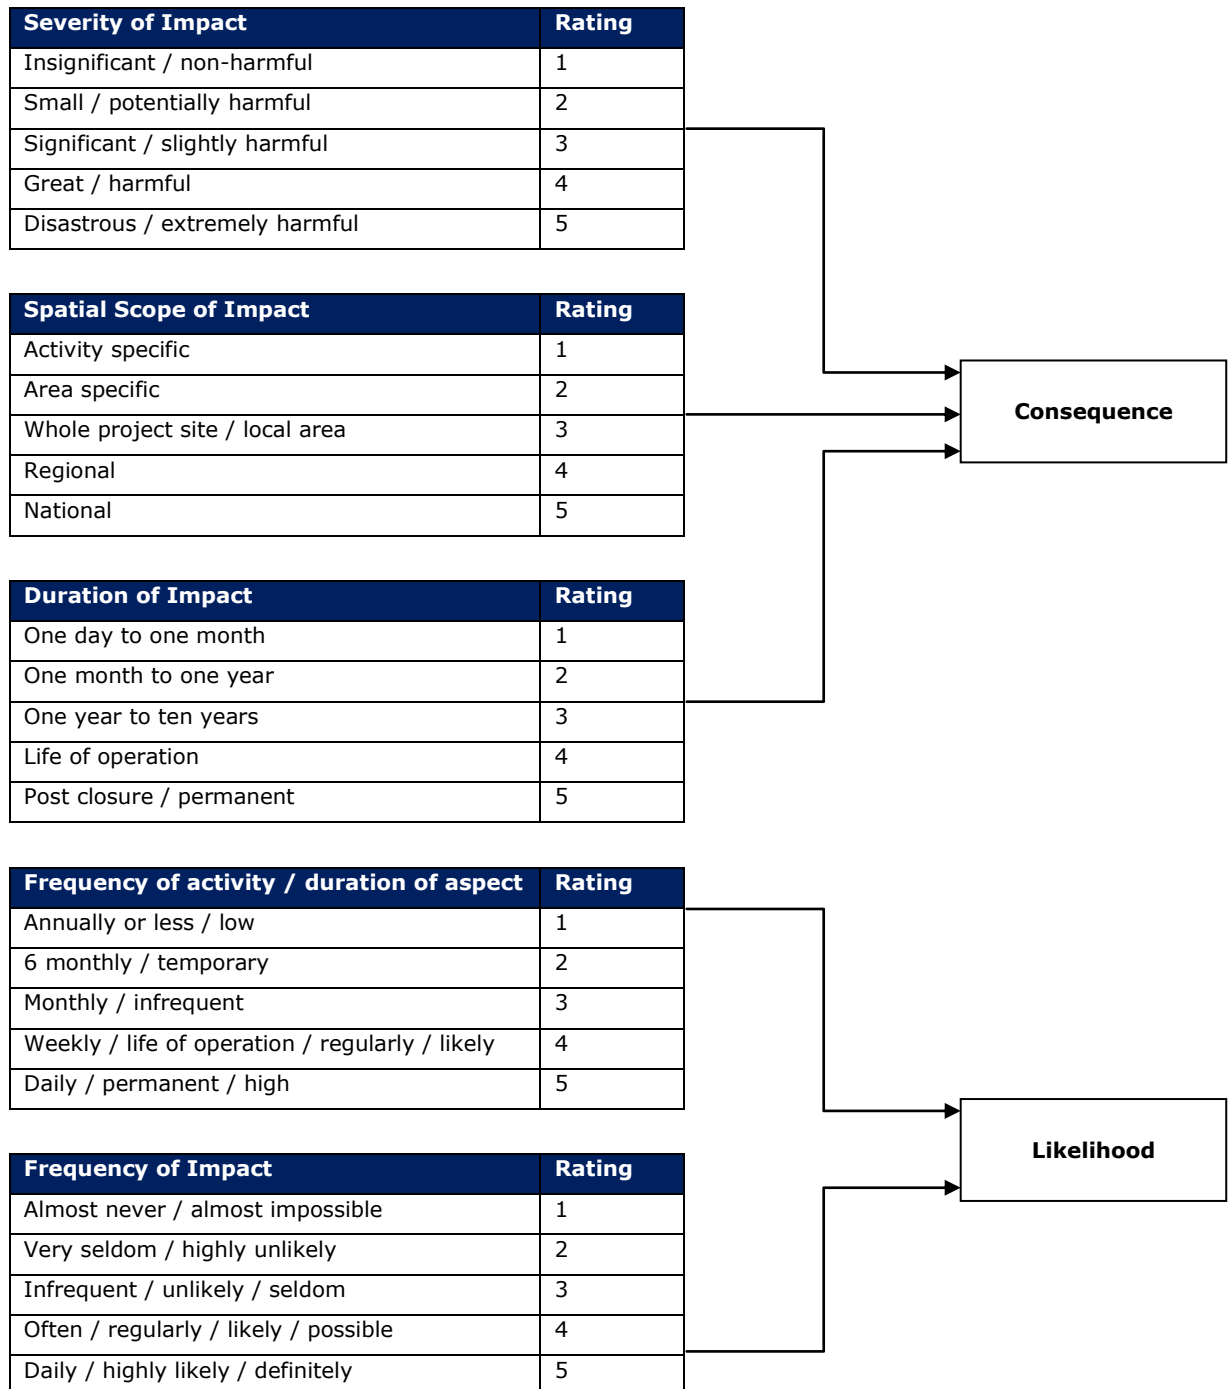 Severity of Impact Rating
Insignificant / non-harmful 1
Small / potentially harmful 2
Significant / slightly harmful 3
Great / harmful 4
Disastrous / extremely harmful 5
Spatial Scope of Impact Rating
Activity specific 1
Area specific 2
Whole project site / local area 3
Regional 4
National 5
Consequence
Duration of Impact Rating
One day to one month 1
One month to one year 2
One year to ten years 3
Life of operation 4
Post closure / permanent 5
Frequency of activity / duration of aspect Rating
Annually or less / low 1
6 monthly / temporary 2
Monthly / infrequent 3
Weekly / life of operation / regularly / likely 4
Daily / permanent / high 5
Likelihood
Frequency of Impact Rating
Almost never / almost impossible 1
Very seldom / highly unlikely 2
Infrequent / unlikely / seldom 3
Often / regularly / likely / possible 4
Daily / highly likely / definitely 5